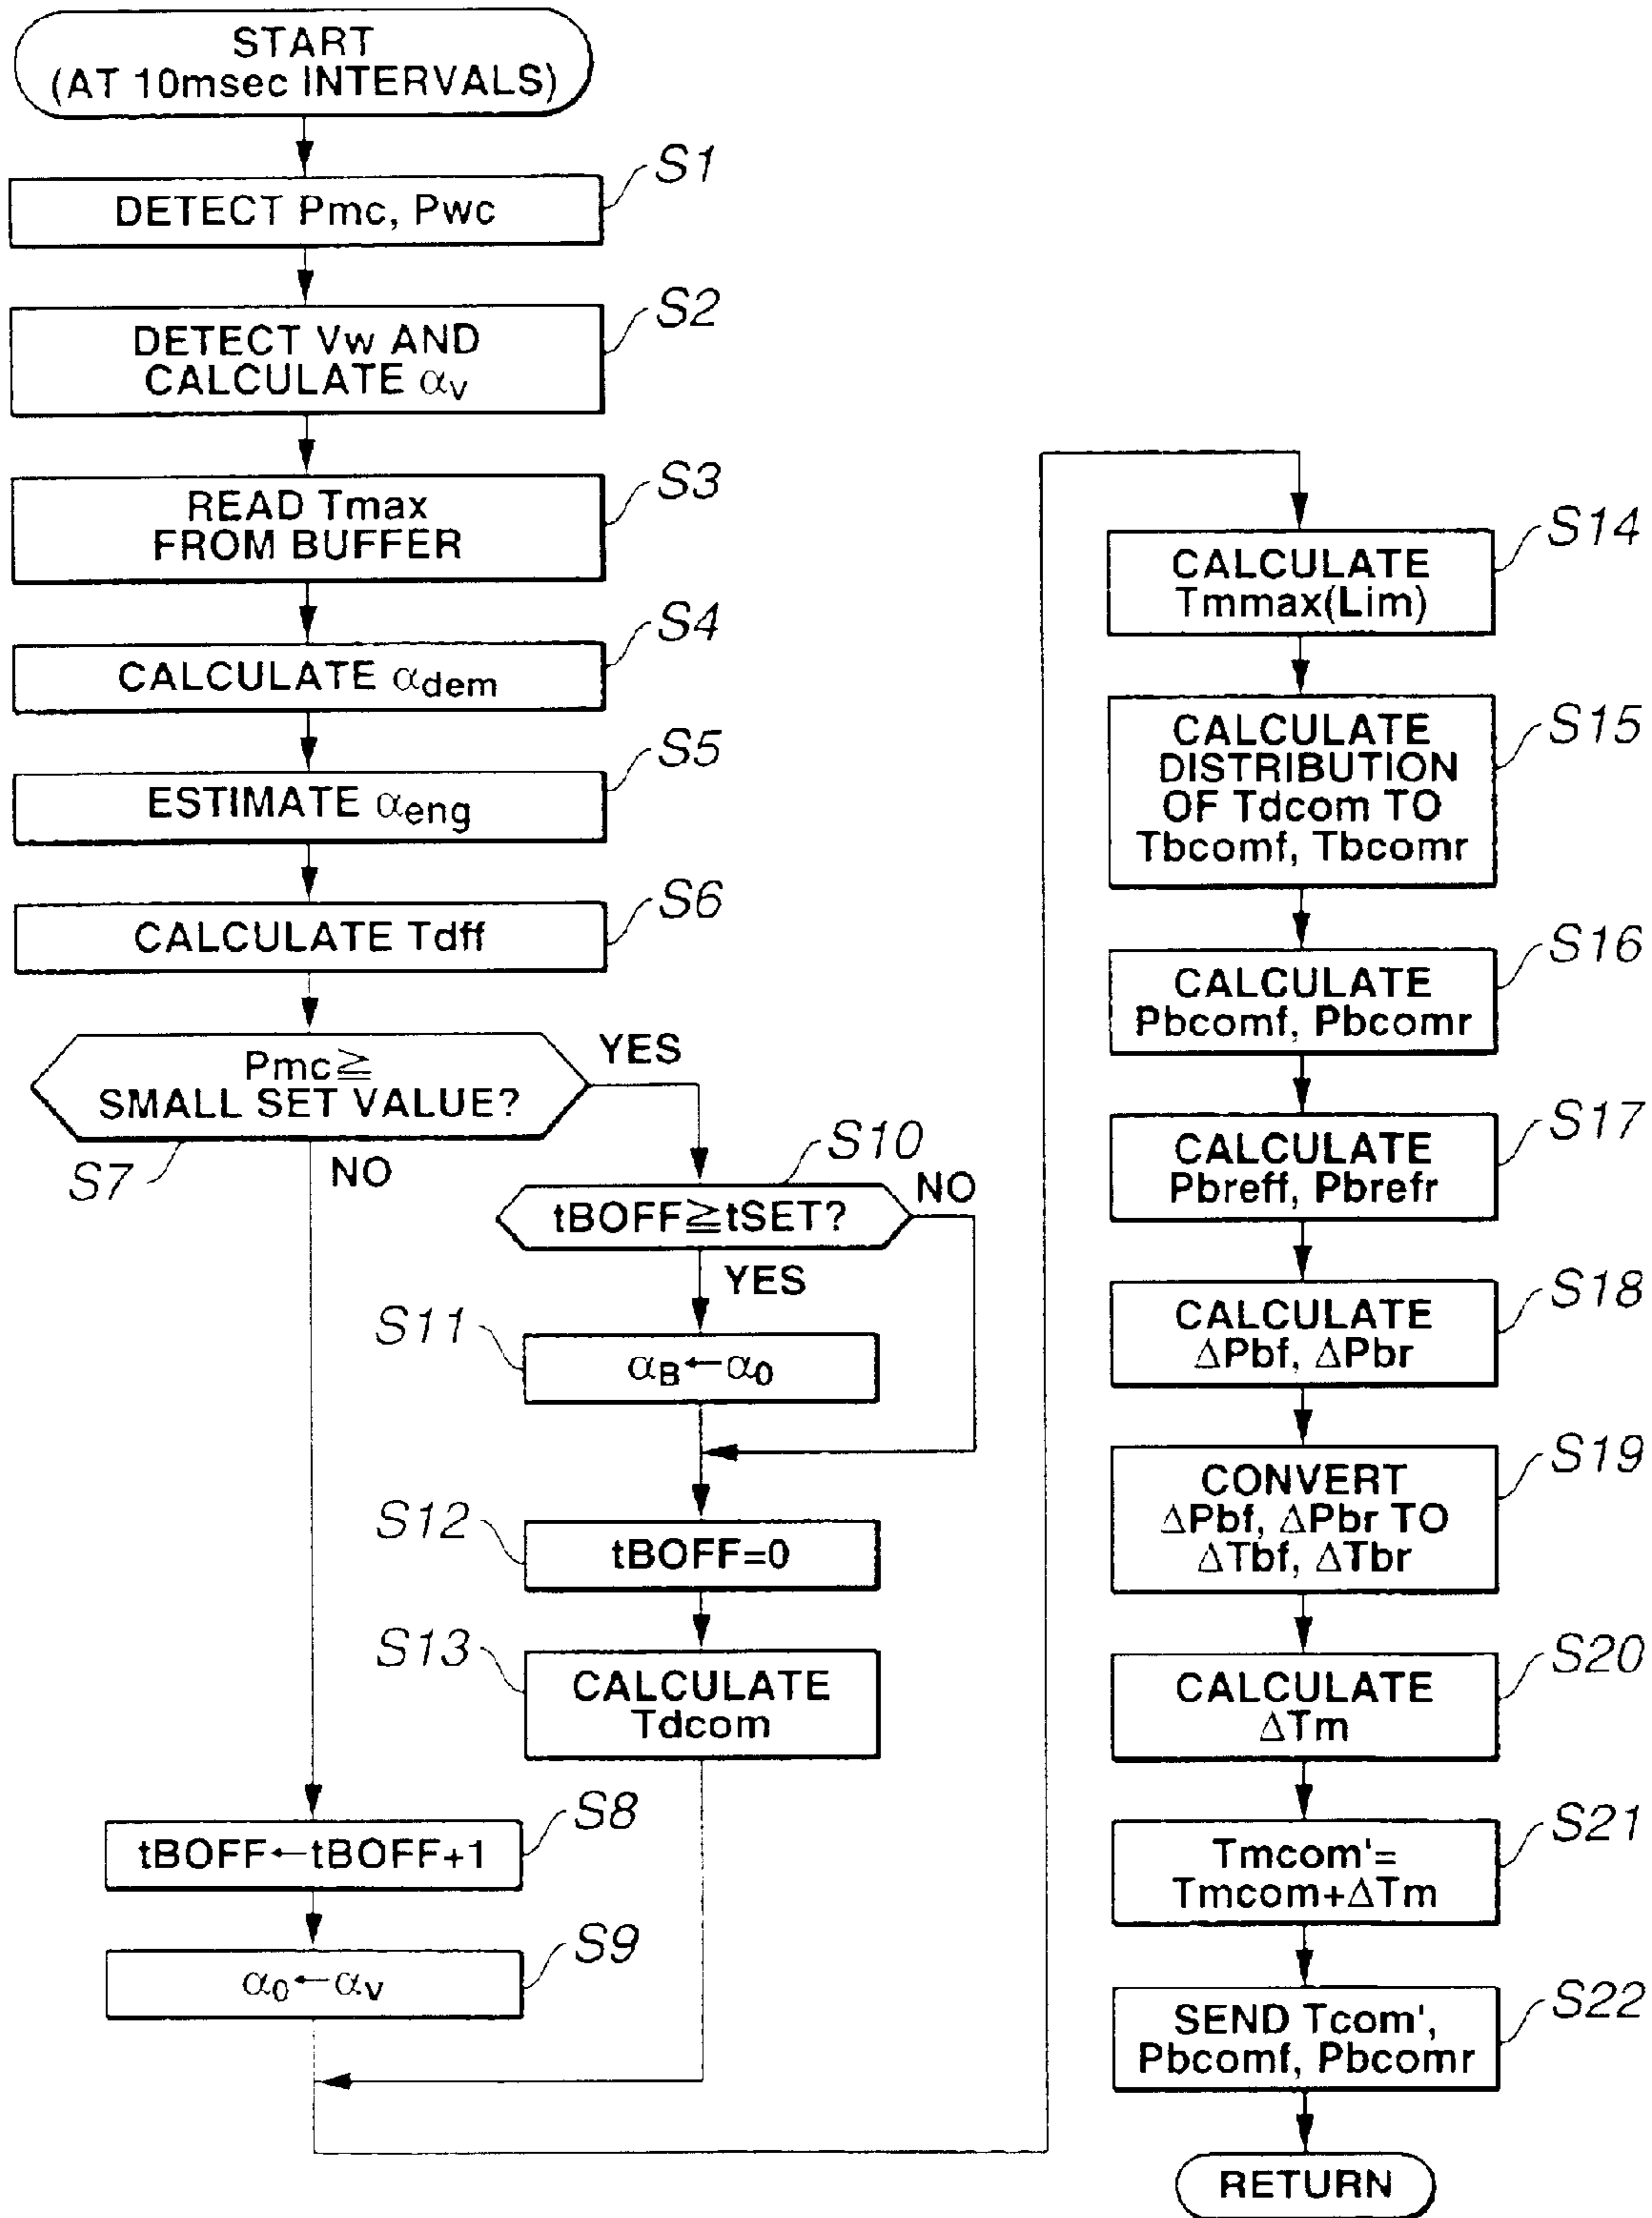 START
(AT 10msec INTERVALS)
S1
DETECT Pmc, Pwc
S2
DETECT Vw AND
CALCULATE αv
S3
READ Tmax
FROM BUFFER
S4
CALCULATE αdem
S5
ESTIMATE αeng
S6
CALCULATE Tdff
Pmc≧
SMALL SET VALUE?
YES
S7
NO
S10
tBOFF≧tSET?
NO
YES
S11
αB←α0
S12
tBOFF=0
S13
CALCULATE
Tdcom
S8
tBOFF←tBOFF+1
S9
α0←αv
S14
CALCULATE
Tmmax(Lim)
S15
CALCULATE
DISTRIBUTION
OF Tdcom TO
Tbcomf, Tbcomr
S16
CALCULATE
Pbcomf, Pbcomr
S17
CALCULATE
Pbreff, Pbrefr
S18
CALCULATE
ΔPbf, ΔPbr
S19
CONVERT
ΔPbf, ΔPbr TO
ΔTbf, ΔTbr
S20
CALCULATE
ΔTm
S21
Tmcom'=
Tmcom+ΔTm
S22
SEND Tcom',
Pbcomf, Pbcomr
RETURN